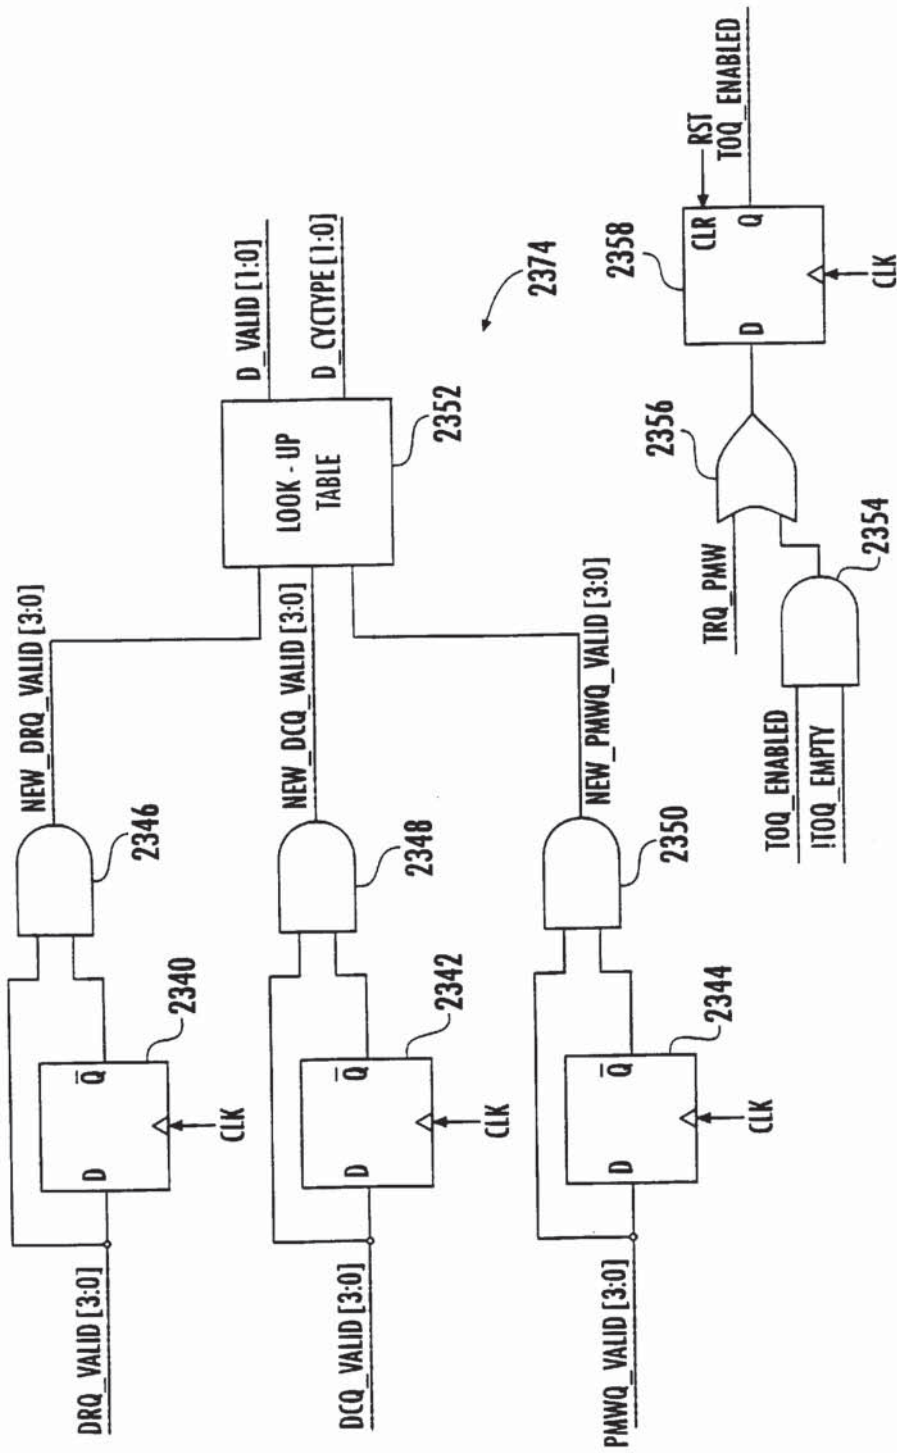 DRQ_VALID [3:0]
D
Q
CLK
2340
2346
NEW_DRQ_VALID [3:0]
DCQ_VALID [3:0]
D
Q
CLK
2342
2348
NEW_DCQ_VALID [3:0]
PMWQ_VALID [3:0]
D
Q
CLK
2344
2350
NEW_PMWQ_VALID [3:0]
LOOK - UP
TABLE
2352
D_VALID [1:0]
D_CYCTYPE [1:0]
2374
TOQ_ENABLED
!TOQ_EMPTY
2354
TRQ_PMW
2356
D
CLR
Q
2358
CLK
RST
TOQ_ENABLED